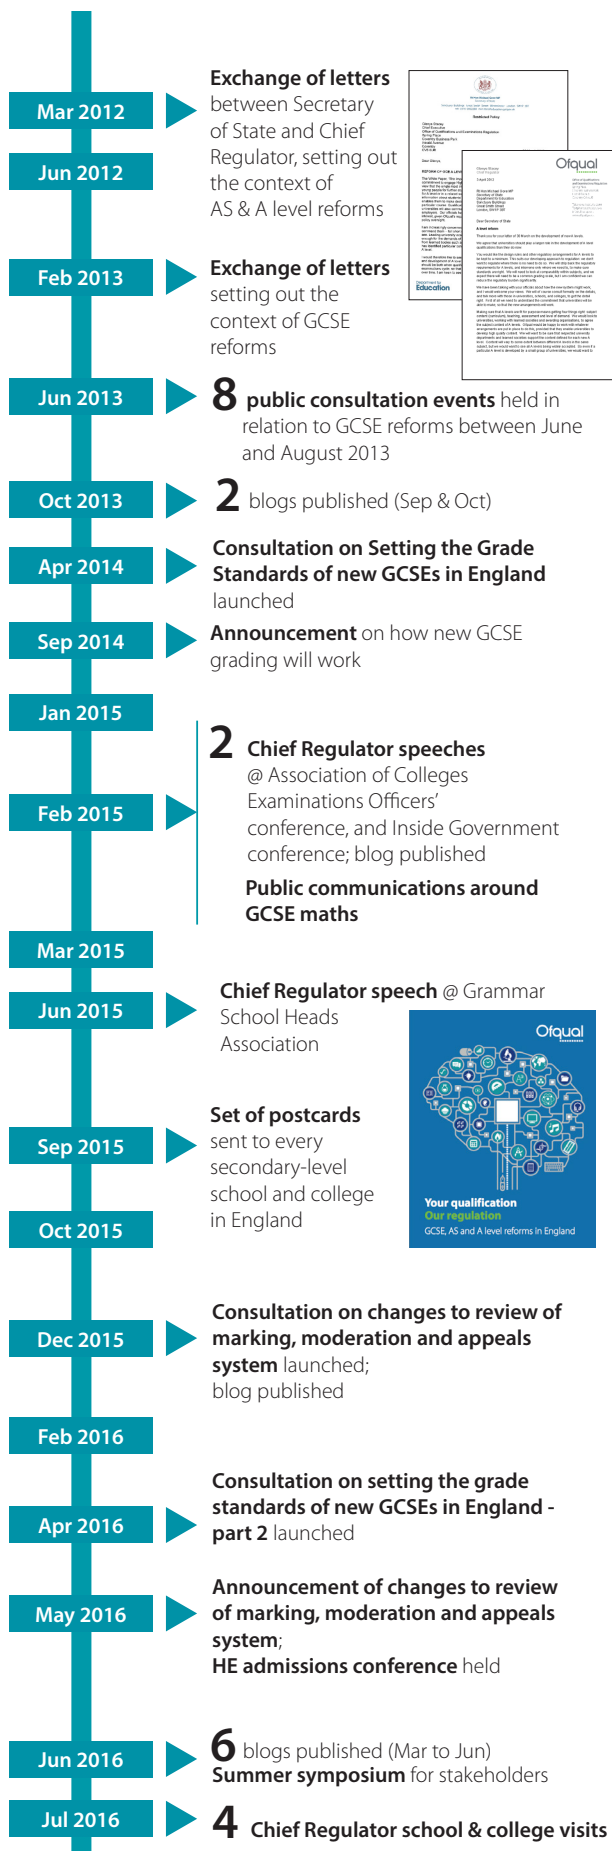 Mar 2012
Exchange of letters
between Secretary
of State and Chief
Regulator, setting out
the context of
AS & A level reforms
Jun 2012
Feb 2013
Exchange of letters
setting out the
context of GCSE
reforms
Department for
Education
Ofqual
Dear Secretary of State
A level reform
Jun 2013
8 public consultation events held in
relation to GCSE reforms between June
and August 2013
Oct 2013
2 blogs published (Sep & Oct)
Apr 2014
Consultation on Setting the Grade
Standards of new GCSEs in England
launched
Sep 2014
Announcement on how new GCSE
grading will work
Jan 2015
Feb 2015
2 Chief Regulator speeches
@ Association of Colleges
Examinations Officers'
conference, and Inside Government
conference; blog published
Public communications around
GCSE maths
Mar 2015
Jun 2015
Chief Regulator speech @ Grammar
School Heads
Association
Ofqual
Your qualification
Our regulation
GCSE, AS and A level reforms in England
Sep 2015
Set of postcards
sent to every
secondary-level
school and college
in England
Oct 2015
Dec 2015
Consultation on changes to review of
marking, moderation and appeals
system launched;
blog published
Feb 2016
Apr 2016
Consultation on setting the grade
standards of new GCSEs in England -
part 2 launched
May 2016
Announcement of changes to review
of marking, moderation and appeals
system;
HE admissions conference held
Jun 2016
6 blogs published (Mar to Jun)
Summer symposium for stakeholders
Jul 2016
4 Chief Regulator school & college visits